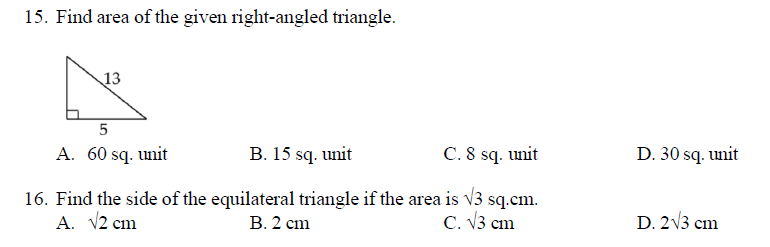 15. Find area of the given right-angled triangle.
13
5
A. 60 sq. unit B. 15 sq. unit C. 8 sq. unit D. 30 sq. unit
16. Find the side of the equilateral triangle if the area is √3 sq.cm.
A. √2 cm B. 2 cm C. √3 cm D. 2√3 cm